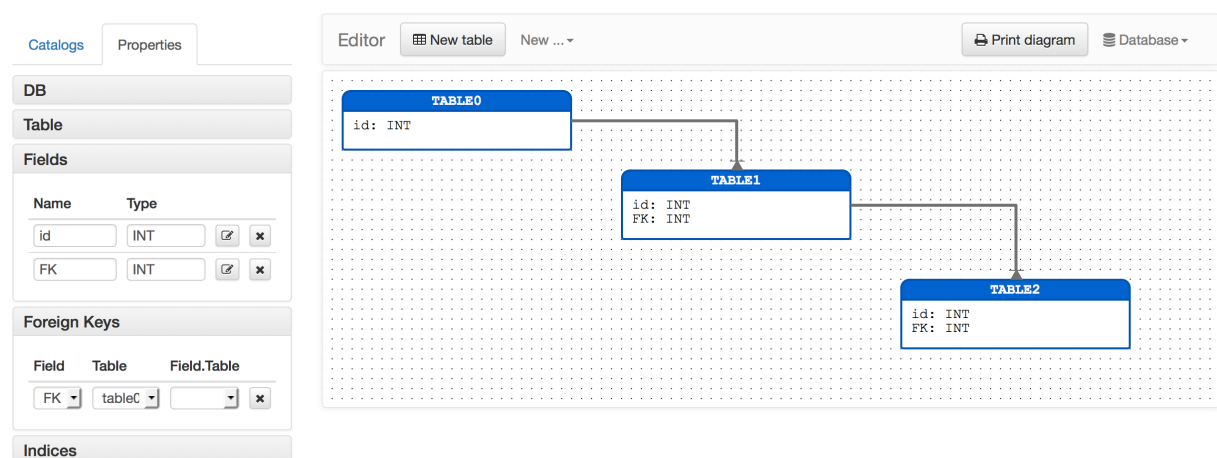 Catalogs Properties
DB
Table
Fields
Name Type
id INT
FK INT
Foreign Keys
Field Table Field.Table
FK table0
Indices
Editor New table New ... Print diagram Database
TABLE0
id: INT
TABLE1
id: INT
FK: INT
TABLE2
id: INT
FK: INT